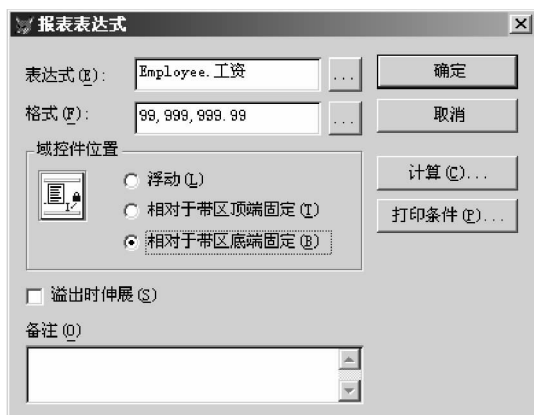 报表表达式
表达式(E):
Employee.工资
...
确定
格式(F):
99,999,999.99
...
取消
域控件位置
浮动(L)
相对于带区顶端固定(T)
相对于带区底端固定(B)
计算(C)...
打印条件(P)...
溢出时伸展(S)
备注(O)